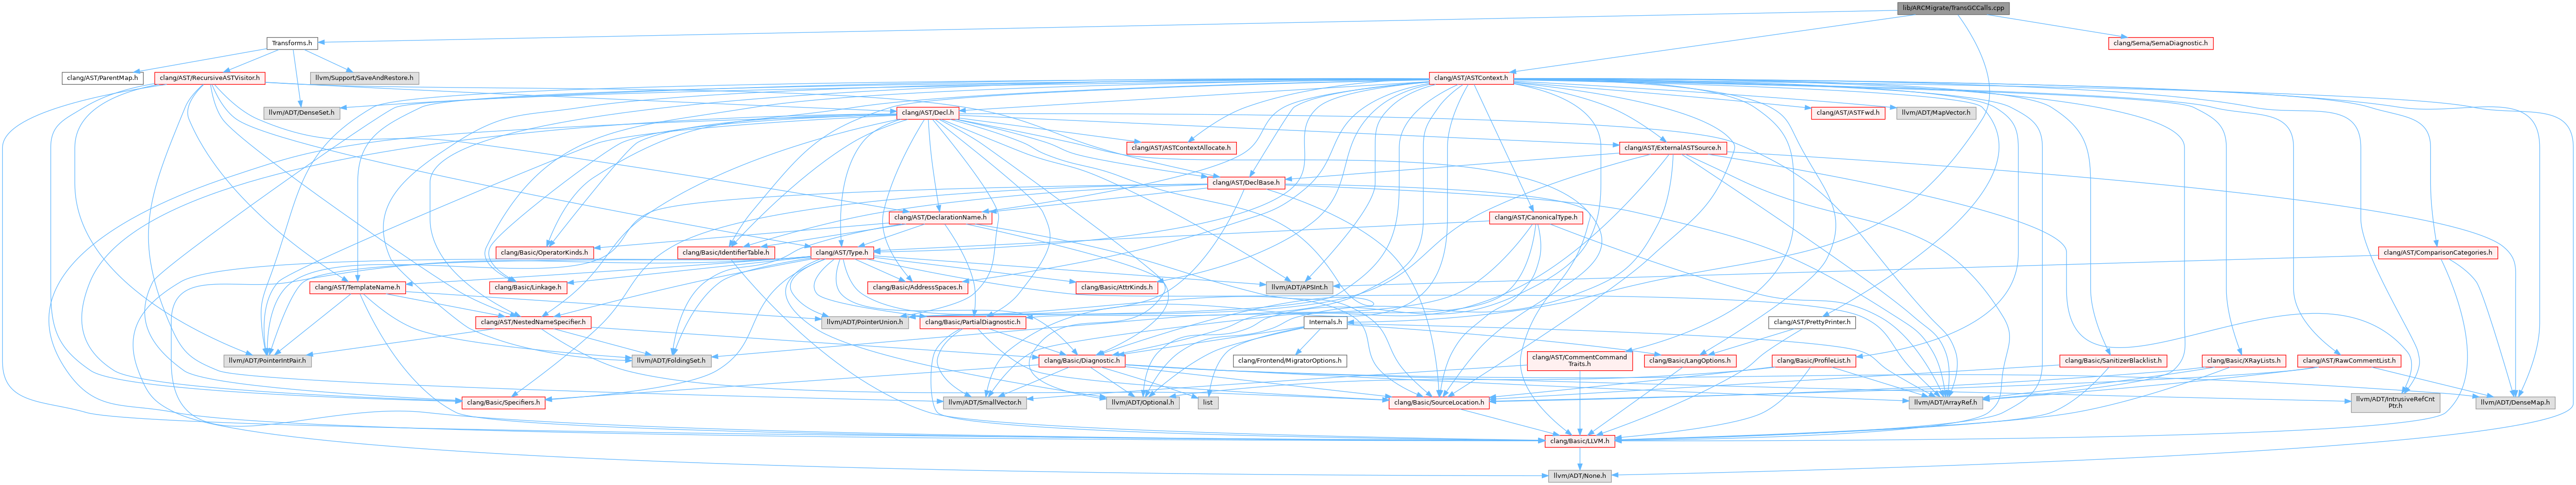 lib/ARCMigrate/TransGCCalls.cpp
Transforms.h
clang/Sema/SemaDiagnostic.h
clang/AST/ParentMap.h
clang/AST/RecursiveASTVisitor.h
llvm/Support/SaveAndRestore.h
clang/AST/ASTContext.h
llvm/ADT/DenseSet.h
clang/AST/Decl.h
clang/AST/ASTFwd.h
llvm/ADT/MapVector.h
clang/AST/ASTContextAllocate.h
clang/AST/ExternalASTSource.h
clang/AST/DeclBase.h
clang/AST/DeclarationName.h
clang/AST/CanonicalType.h
clang/Basic/OperatorKinds.h
clang/Basic/IdentifierTable.h
clang/AST/Type.h
clang/AST/ComparisonCategories.h
clang/AST/TemplateName.h
clang/Basic/Linkage.h
clang/Basic/AddressSpaces.h
clang/Basic/AttrKinds.h
llvm/ADT/APSInt.h
clang/AST/NestedNameSpecifier.h
llvm/ADT/PointerUnion.h
clang/Basic/PartialDiagnostic.h
Internals.h
clang/AST/PrettyPrinter.h
llvm/ADT/PointerIntPair.h
llvm/ADT/FoldingSet.h
clang/Basic/Diagnostic.h
clang/Frontend/MigratorOptions.h
clang/AST/CommentCommand
Traits.h
clang/Basic/LangOptions.h
clang/Basic/ProfileList.h
clang/Basic/SanitizerBlacklist.h
clang/Basic/XRayLists.h
clang/AST/RawCommentList.h
clang/Basic/Specifiers.h
llvm/ADT/SmallVector.h
llvm/ADT/Optional.h
list
clang/Basic/SourceLocation.h
llvm/ADT/ArrayRef.h
llvm/ADT/IntrusiveRefCnt
Ptr.h
llvm/ADT/DenseMap.h
clang/Basic/LLVM.h
llvm/ADT/None.h